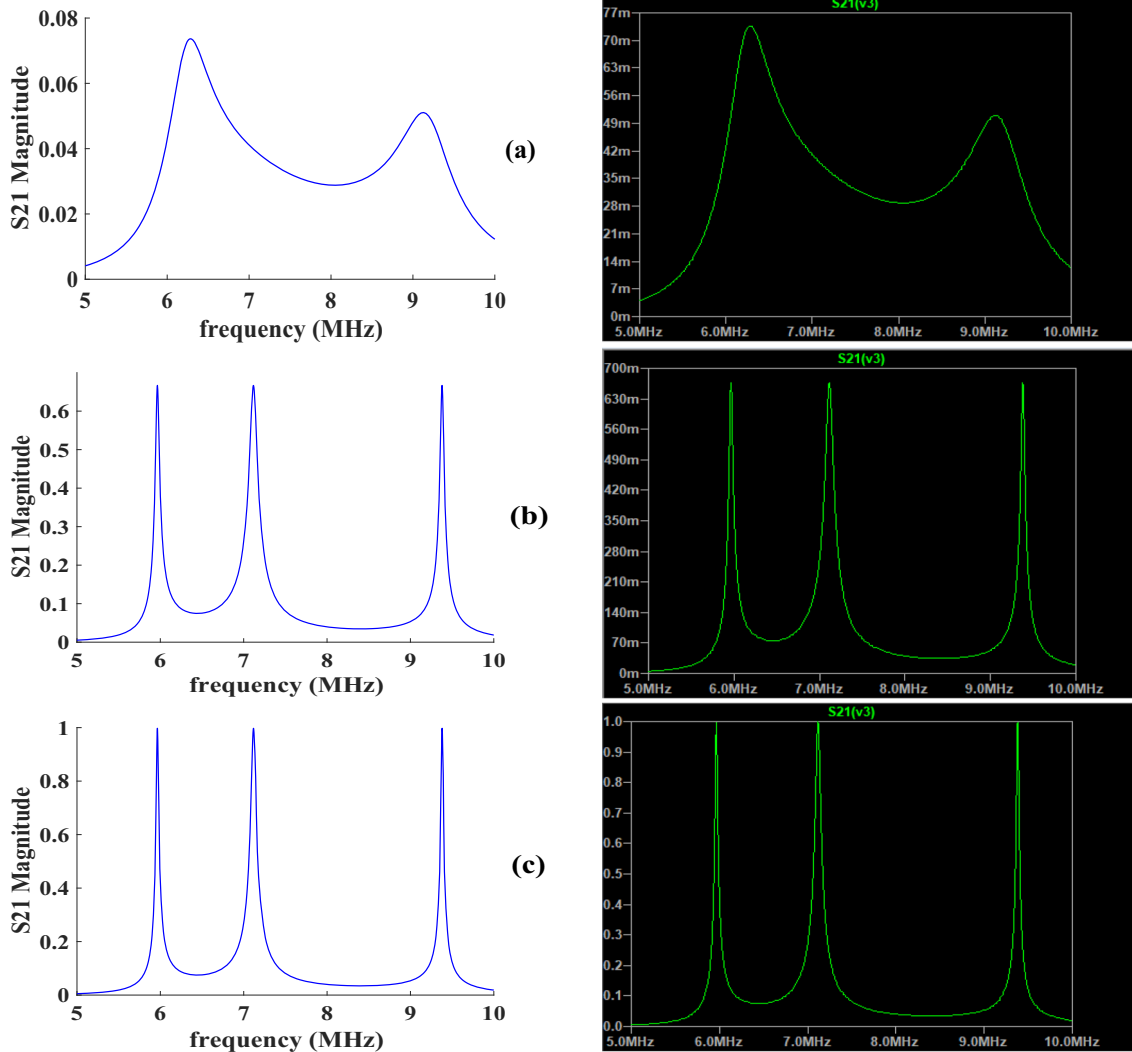 S21(v3)
0.08
0.06
0.04
0.02
0
S21 Magnitude
5 6 7 8 9 10
frequency (MHz)
(a)
77m
70m
63m
56m
49m
42m
35m
28m
21m
14m
7m
0m
5.0MHz 6.0MHz 7.0MHz 8.0MHz 9.0MHz 10.0MHz
0.6
0.5
0.4
0.3
0.2
0.1
0
S21 Magnitude
5 6 7 8 9 10
frequency (MHz)
(b)
S21(v3)
700m
630m
560m
490m
420m
350m
280m
210m
140m
70m
0m
5.0MHz 6.0MHz 7.0MHz 8.0MHz 9.0MHz 10.0MHz
1
0.8
0.6
0.4
0.2
0
S21 Magnitude
5 6 7 8 9 10
frequency (MHz)
(c)
S21(v3)
1.0
0.9
0.8
0.7
0.6
0.5
0.4
0.3
0.2
0.1
0.0
5.0MHz 6.0MHz 7.0MHz 8.0MHz 9.0MHz 10.0MHz